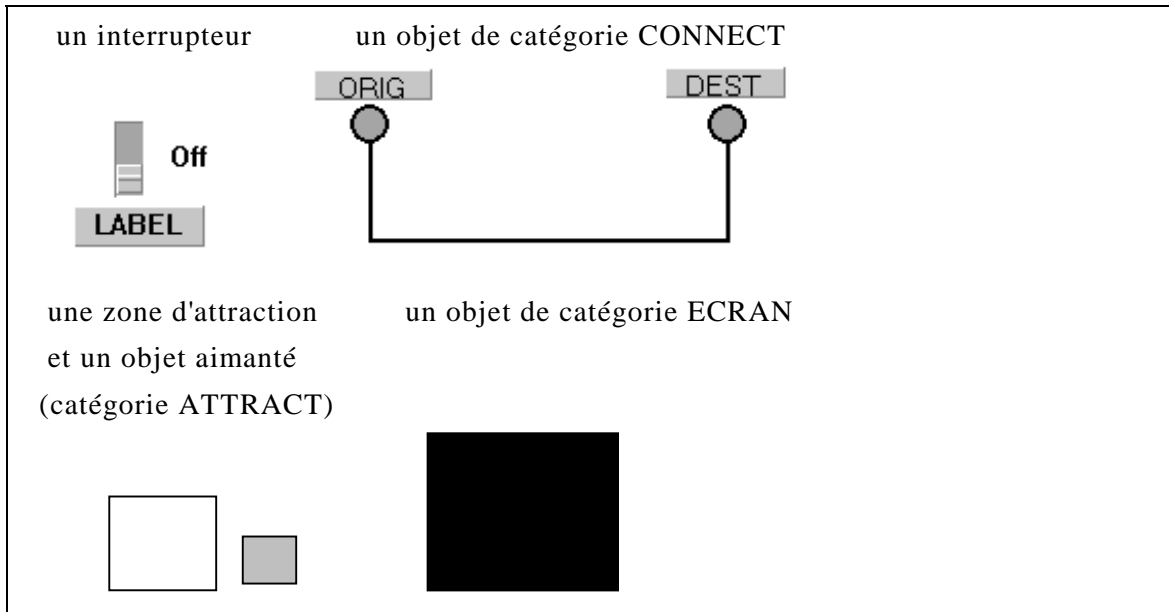 un interrupteur
un objet de catégorie CONNECT
ORIG
DEST
Off
LABEL
une zone d'attraction
et un objet aimanté
(catégorie ATTRACT)
un objet de catégorie ECRAN